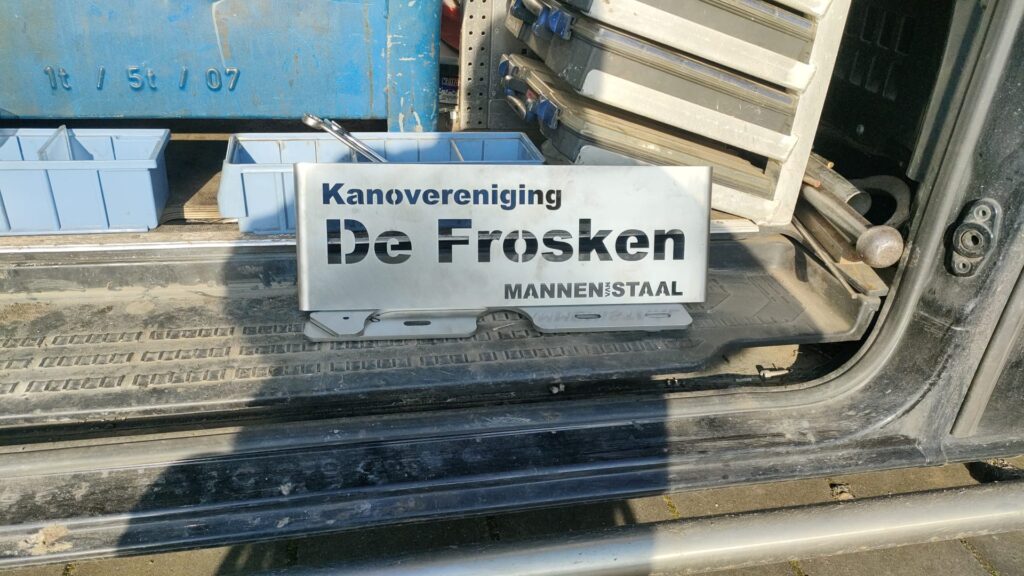 1t / 5t / 07
Kanovereniging
De Frosken
MANNEN VAN STAAL